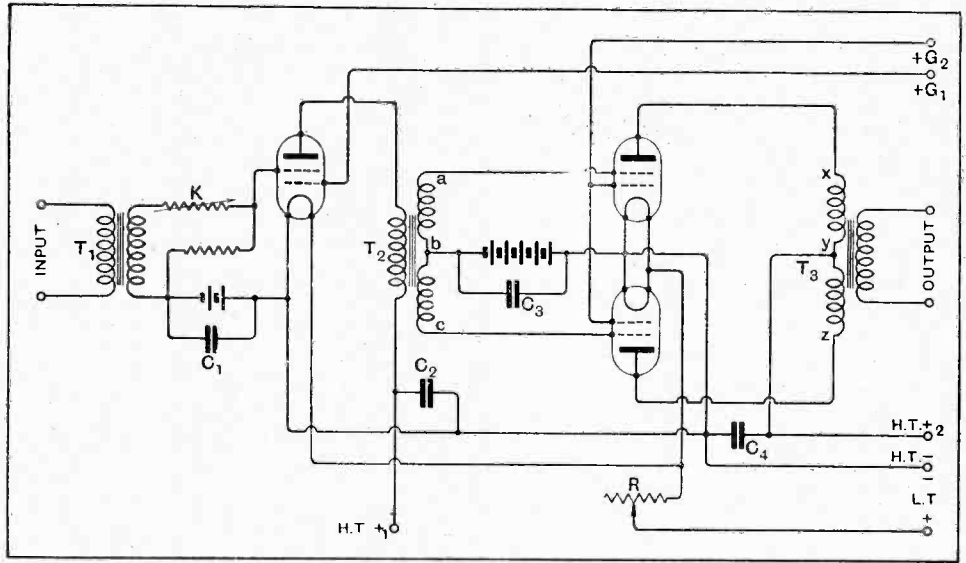 +G2
+G1
K
a
x
INPUT
T1
T2
b
y
T3
OUTPUT
C3
c
z
C1
C2
C4
H.T.+2
H.T.-
-
R
L.T
+
H.T +1